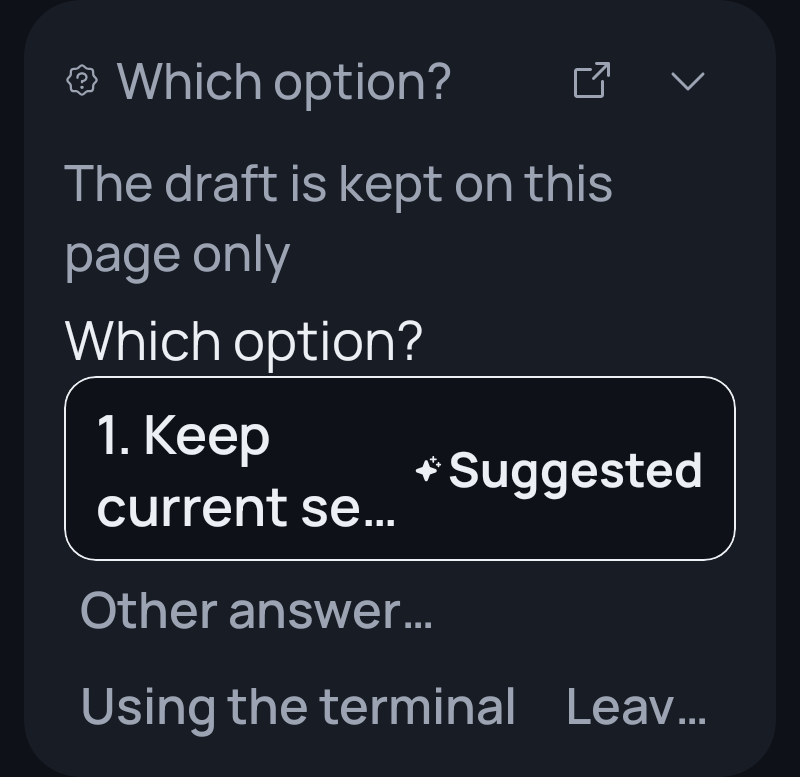 Which option?
The draft is kept on this
page only
Which option?
1. Keep
current se…
Suggested
Other answer…
Using the terminal
Leav…